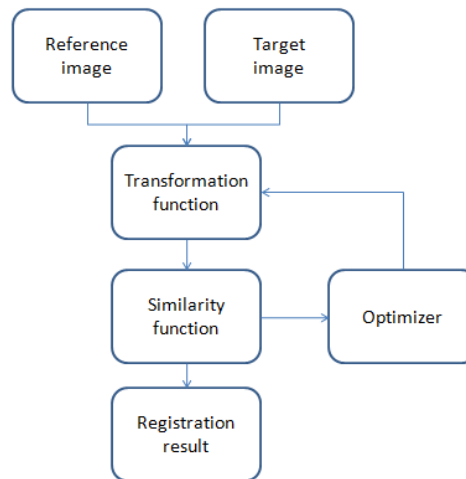 Reference
image
Target
image
Transformation
function
Similarity
function
Optimizer
Registration
result